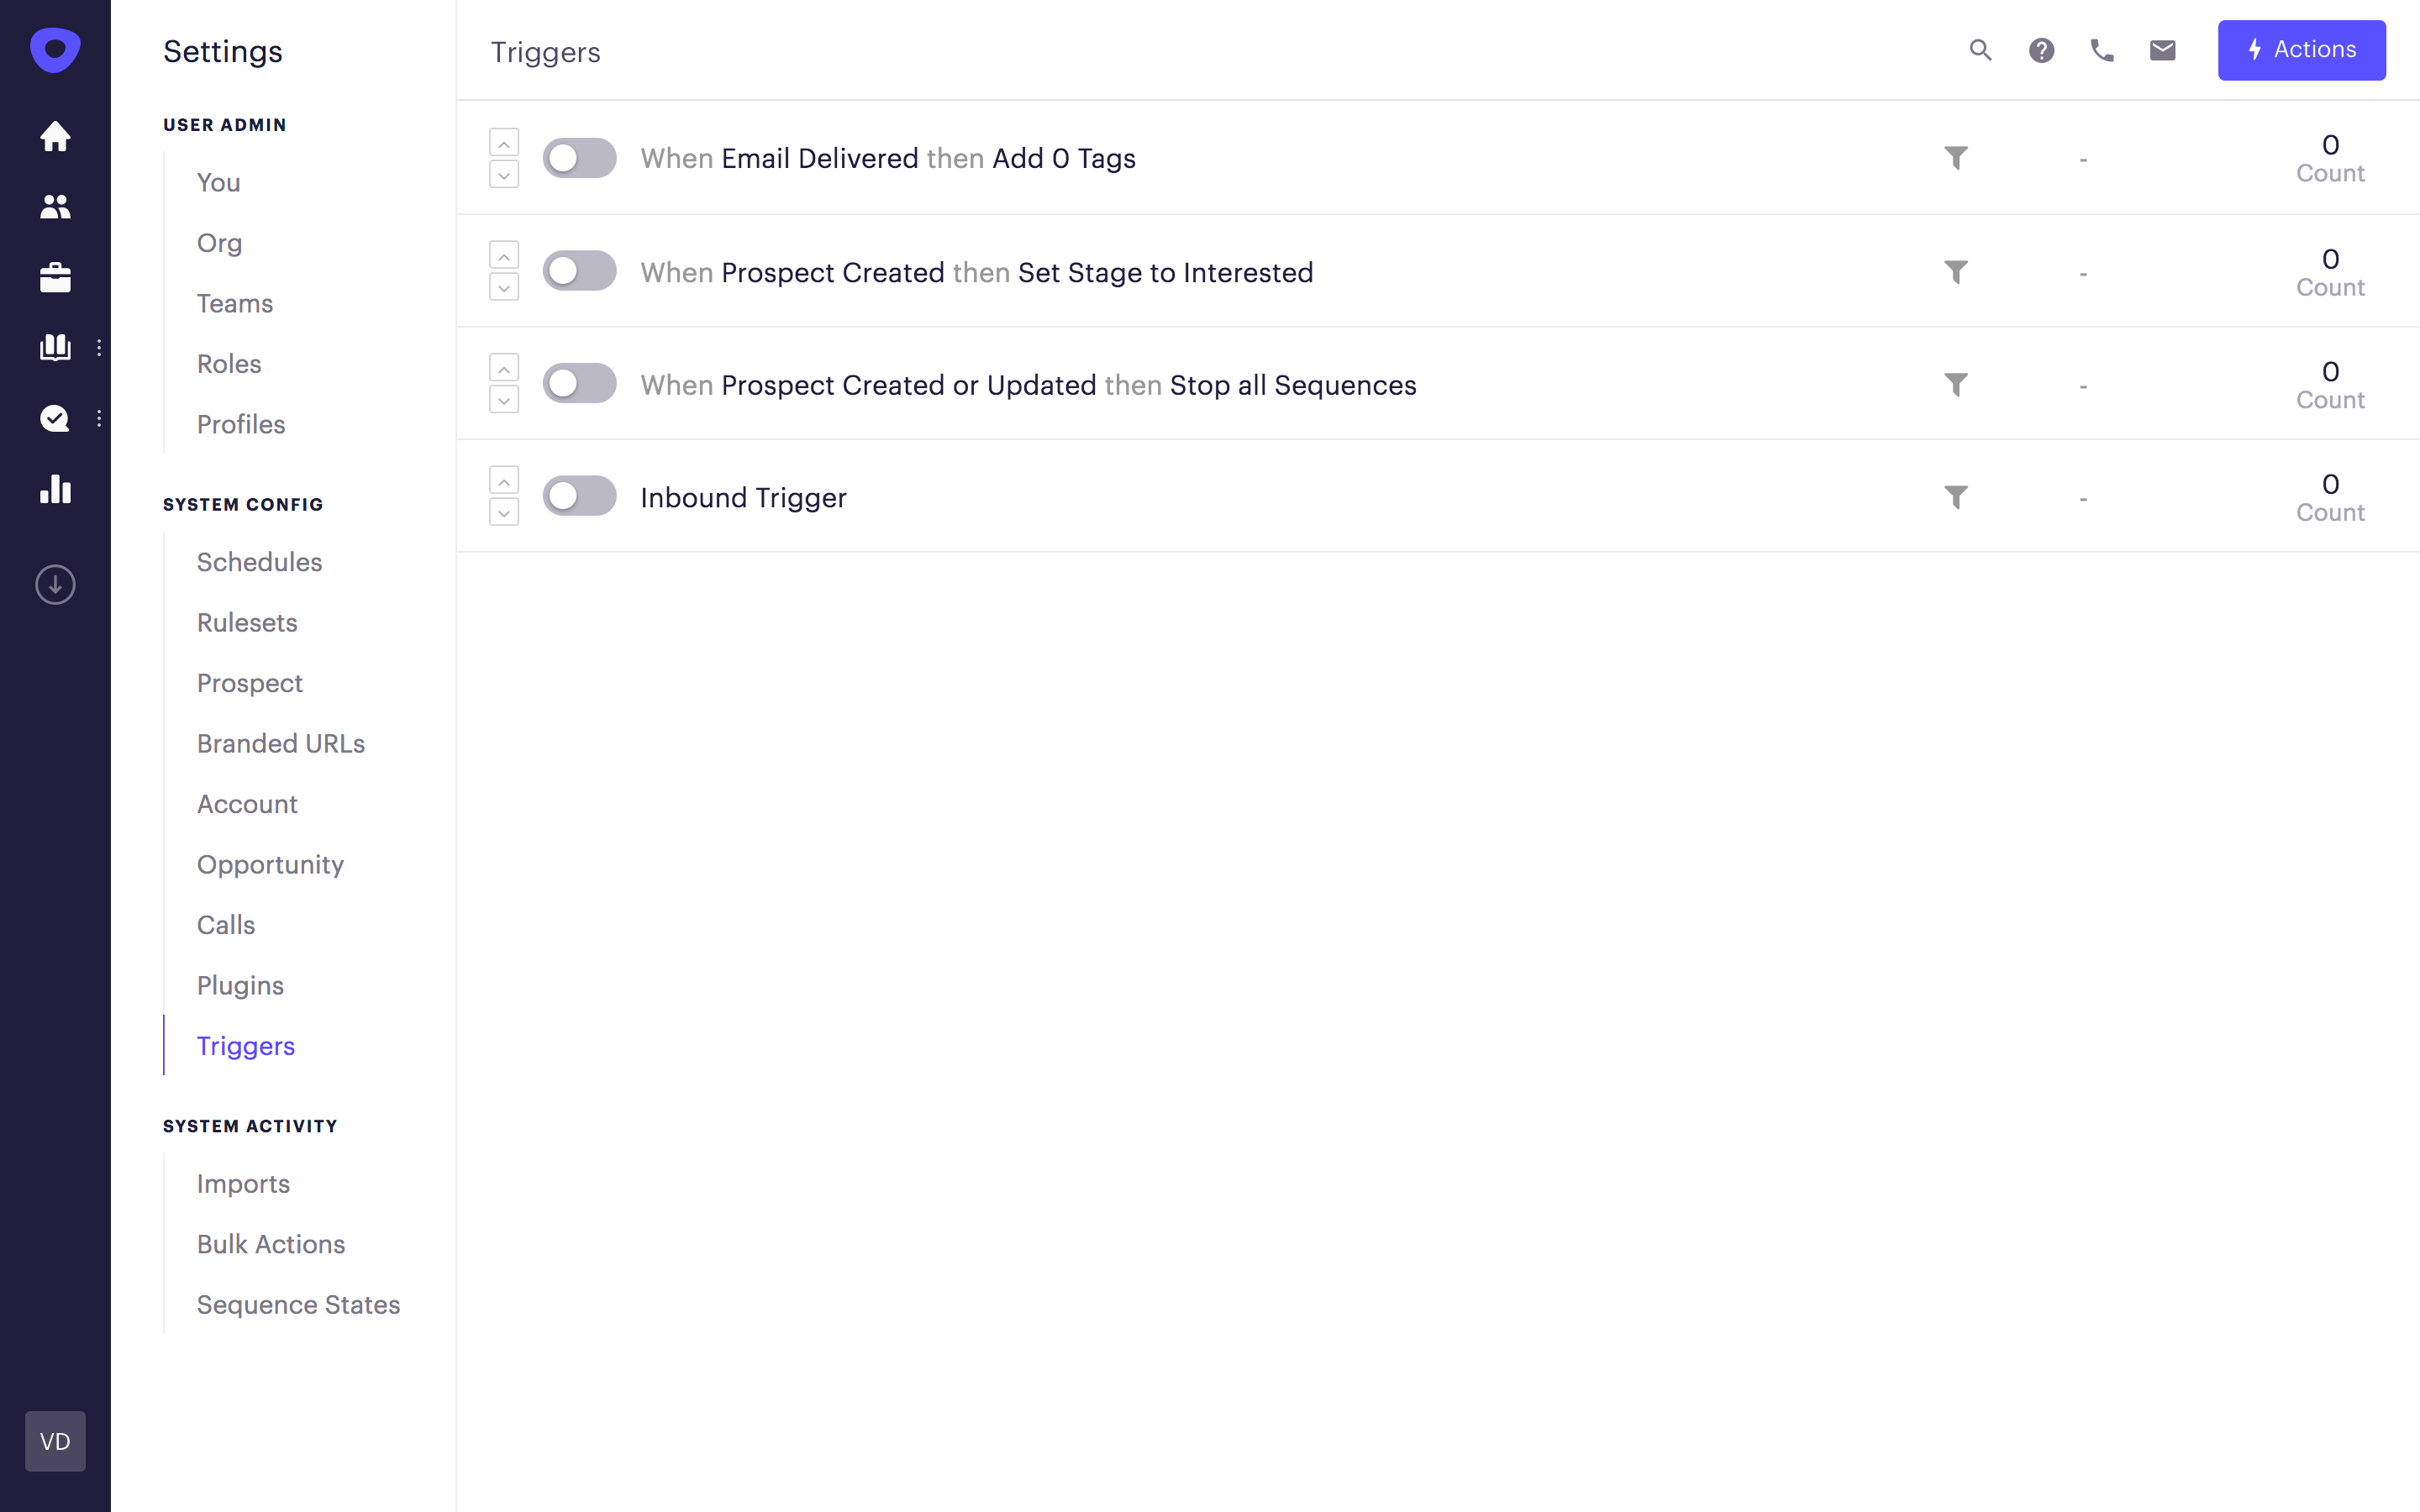 Settings
USER ADMIN
You
Org
Teams
Roles
Profiles
SYSTEM CONFIG
Schedules
Rulesets
Prospect
Branded URLs
Account
Opportunity
Calls
Plugins
Triggers
SYSTEM ACTIVITY
Imports
Bulk Actions
Sequence States
VD
Triggers
Actions
When Email Delivered then Add 0 Tags
-
0
Count
When Prospect Created then Set Stage to Interested
-
0
Count
When Prospect Created or Updated then Stop all Sequences
-
0
Count
Inbound Trigger
-
0
Count